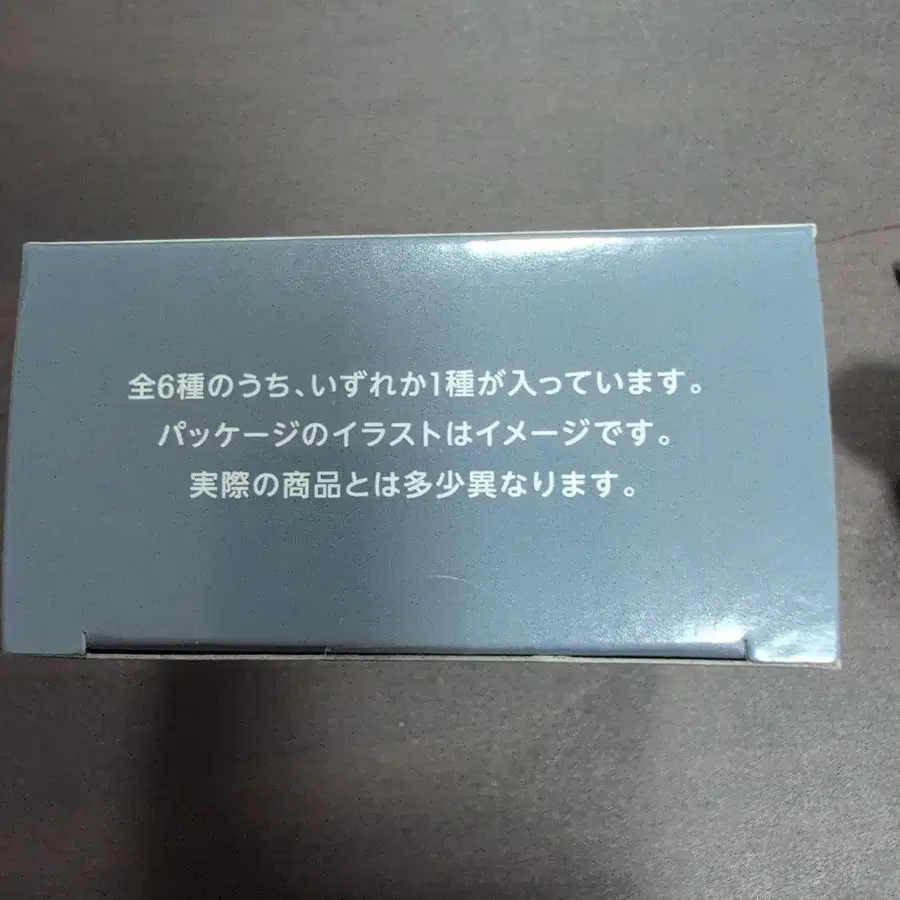 全6種のうち、いずれか1種が入っています。
パッケージのイラストはイメージです。
実際の商品とは多少異なります。